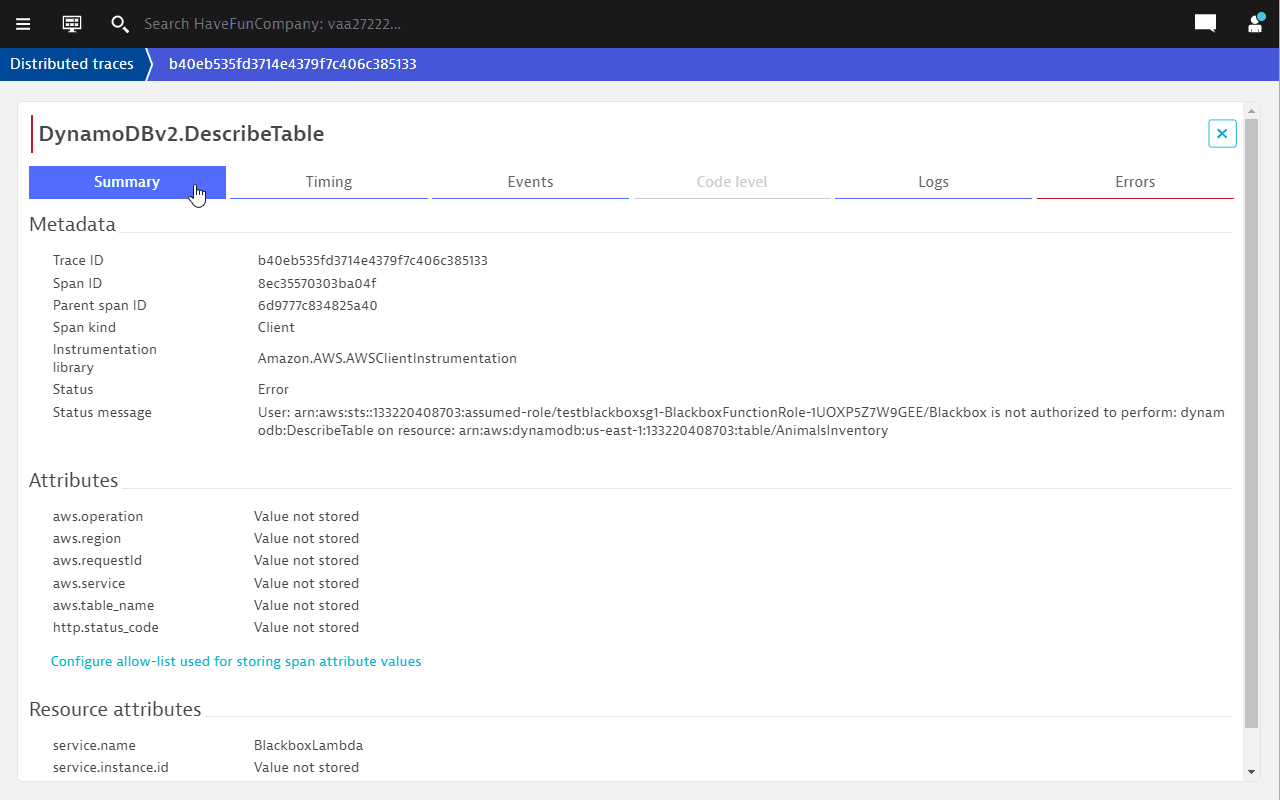 Search HaveFunCompany: vaa27222...
Distributed traces b40eb535fd3714e4379f7c406c385133
DynamoDBv2.DescribeTable
Summary Timing Events Code level Logs Errors
Metadata
Trace ID b40eb535fd3714e4379f7c406c385133
Span ID 8ec35570303ba04f
Parent span ID 6d9777c834825a40
Span kind Client
Instrumentation
library Amazon.AWS.AWSClientInstrumentation
Status Error
Status message User: arn:aws:sts::133220408703:assumed-role/testblackboxsg1-BlackboxFunctionRole-1UOXP5Z7W9GEE/Blackbox is not authorized to perform: dynam
odb:DescribeTable on resource: arn:aws:dynamodb:us-east-1:133220408703:table/AnimalsInventory
Attributes
aws.operation Value not stored
aws.region Value not stored
aws.requestId Value not stored
aws.service Value not stored
aws.table_name Value not stored
http.status_code Value not stored
Configure allow-list used for storing span attribute values
Resource attributes
service.name BlackboxLambda
service.instance.id Value not stored